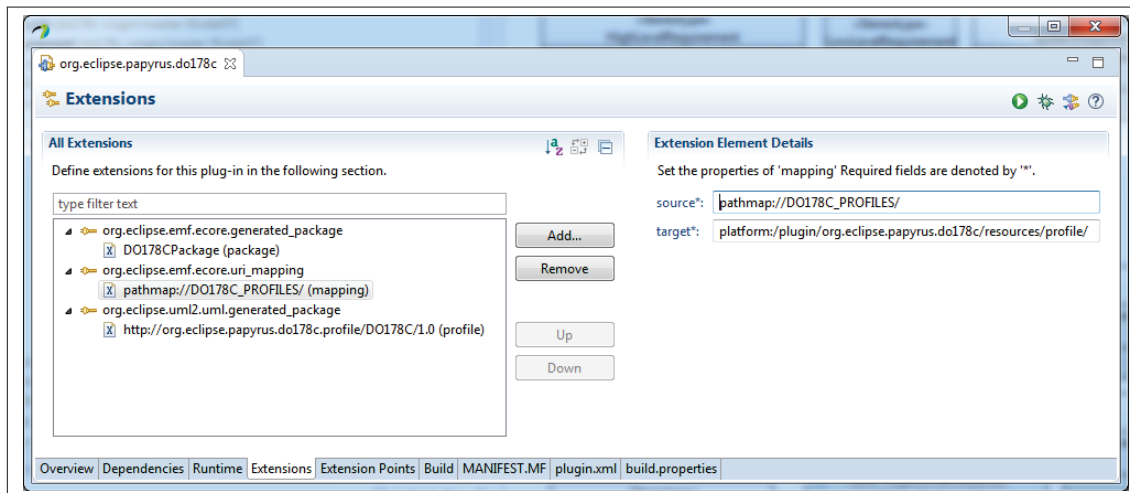 org.eclipse.papyrus.do178c
Extensions
All Extensions
Define extensions for this plug-in in the following section.
type filter text
org.eclipse.emf.ecore.generated_package
DO178CPackage (package)
org.eclipse.emf.ecore.uri_mapping
pathmap://DO178C_PROFILES/ (mapping)
org.eclipse.uml2.uml.generated_package
http://org.eclipse.papyrus.do178c.profile/DO178C/1.0 (profile)
Add...
Remove
Up
Down
Extension Element Details
Set the properties of 'mapping' Required fields are denoted by '*'.
source*: pathmap://DO178C_PROFILES/
target*: platform:/plugin/org.eclipse.papyrus.do178c/resources/profile/
Overview Dependencies Runtime Extensions Extension Points Build MANIFEST.MF plugin.xml build.properties